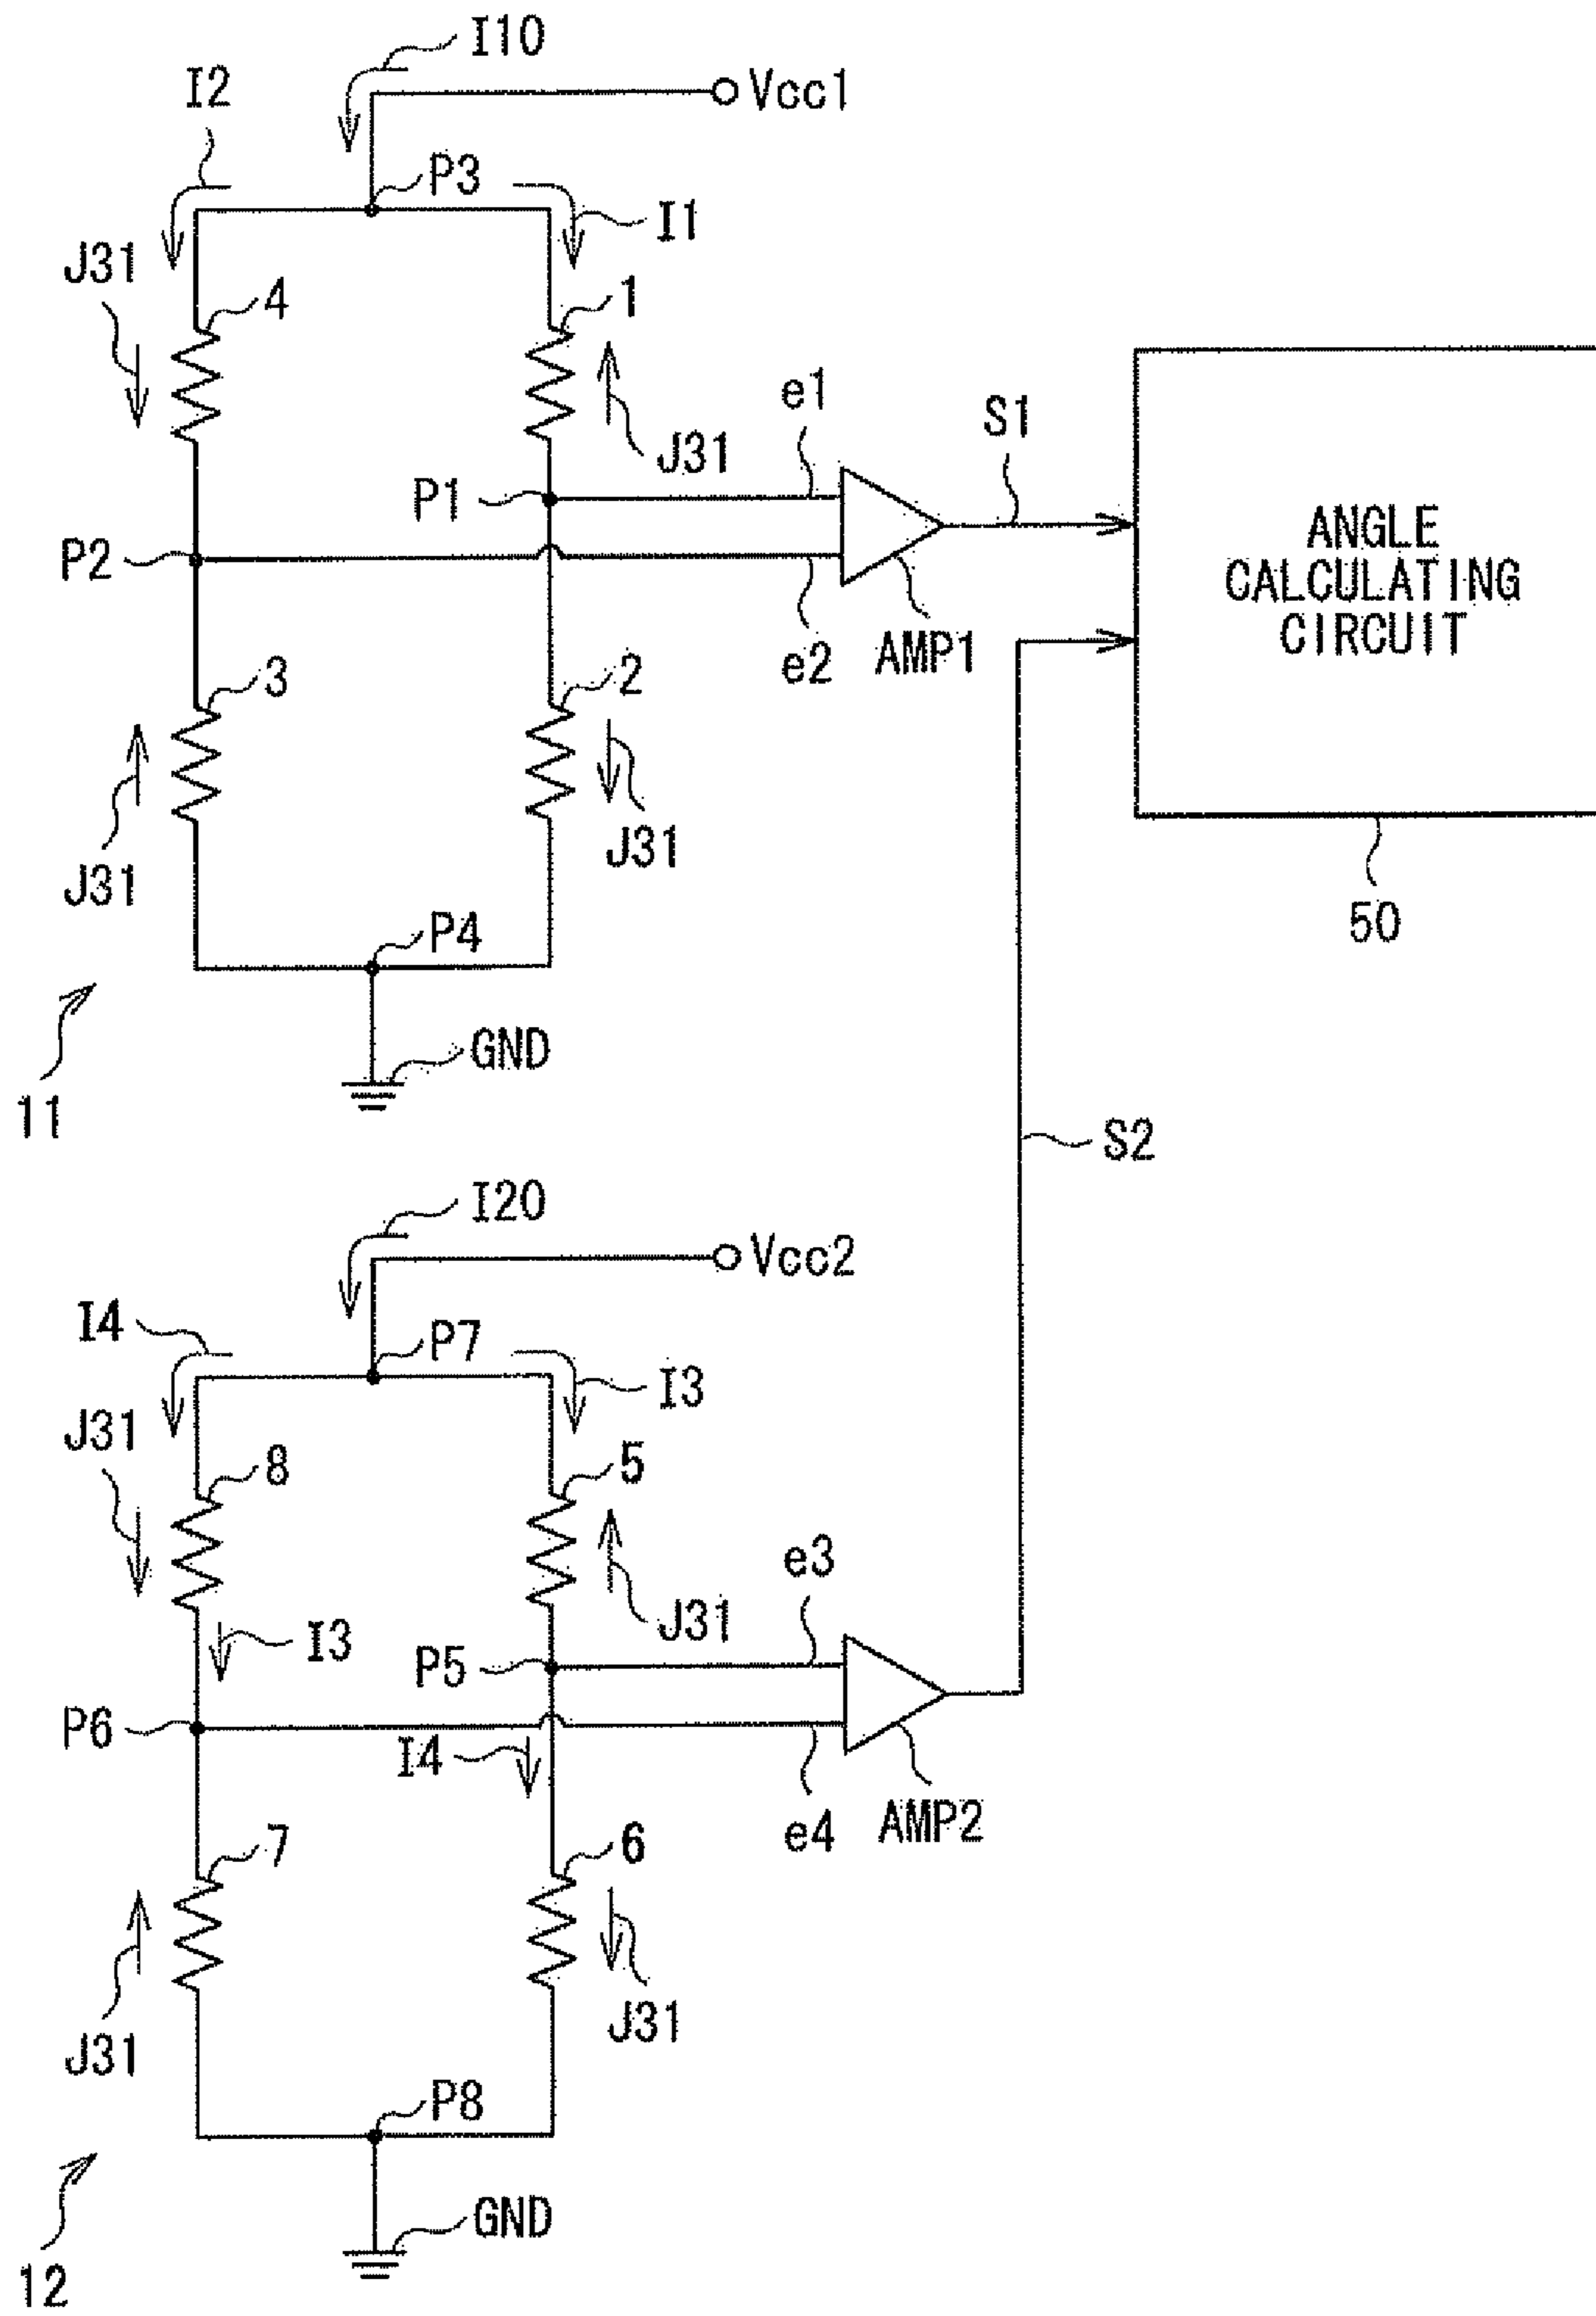 I10
I2
Vcc1
P3
I1
J31
4
1
e1
S1
J31
P1
ANGLE
CALCULATING
CIRCUIT
P2
e2
AMP1
3
2
J31
J31
50
P4
GND
11
S2
I20
Vcc2
I4
P7
I3
J31
8
5
e3
J31
I3
P5
P6
I4
e4
AMP2
7
6
J31
J31
P8
GND
12